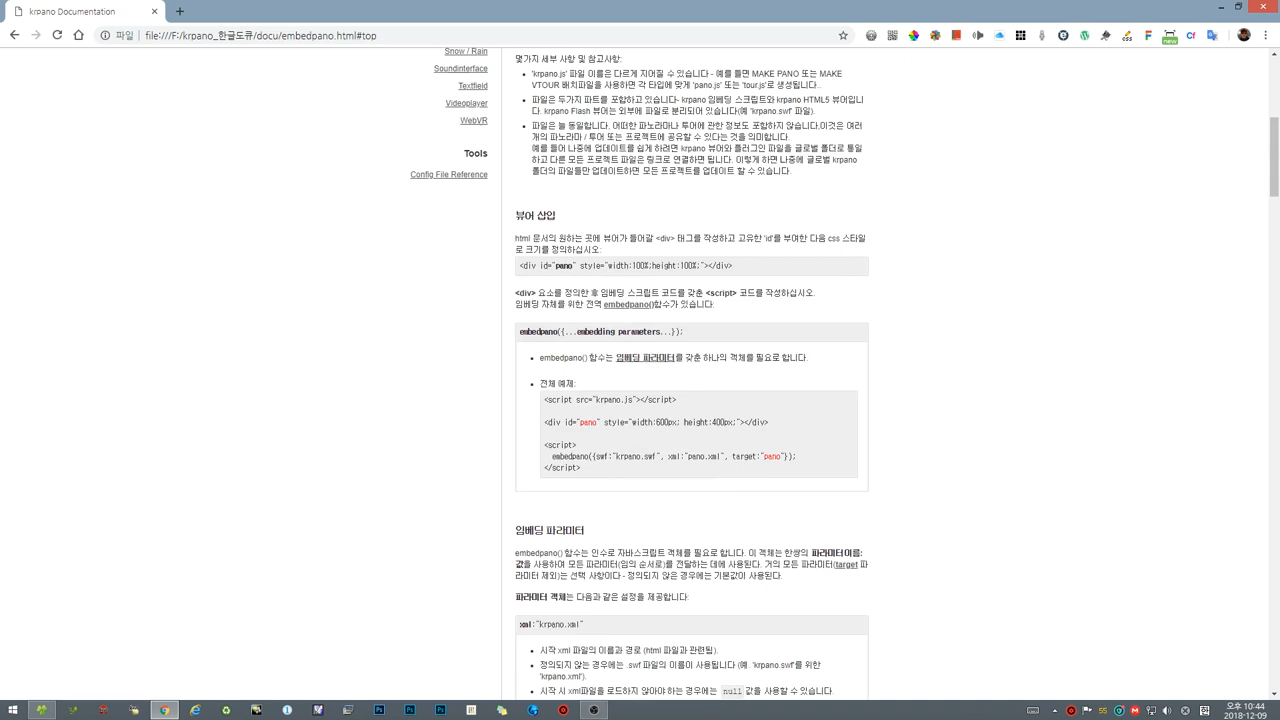 krpano Documentation
파일 | file:///F:/krpano_한글도큐/docu/embedpano.html#top
new
Snow / Rain
Soundinterface
Textfield
Videoplayer
WebVR
Tools
Config File Reference
몇가지 세부 사항 및 참고사항:
'krpano.js' 파일 이름은 다르게 지어질 수 있습니다 - 예를 들면 MAKE PANO 또는 MAKE
VTOUR 배치파일을 사용하면 각 타입에 맞게 'pano.js' 또는 'tour.js'로 생성됩니다..
파일은 두가지 파트를 포함하고 있습니다- krpano 임베딩 스크립트와 krpano HTML5 뷰어입니
다. krpano Flash 뷰어는 외부에 파일로 분리되어 있습니다(예 'krpano.swf' 파일).
파일은 늘 동일합니다. 어떠한 파노라마나 투어에 관한 정보도 포함하지 않습니다,이것은 여러
개의 파노라마 / 투어 또는 프로젝트에 공유할 수 있다는 것을 의미합니다.
예를 들어 나중에 업데이트를 쉽게 하려면 krpano 뷰어와 플러그인 파일을 글로벌 폴더로 통일
하고 다른 모든 프로젝트 파일은 링크로 연결하면 됩니다. 이렇게 하면 나중에 글로벌 krpano
폴더의 파일들만 업데이트하면 모든 프로젝트를 업데이트 할 수 있습니다.
뷰어 삽입
html 문서의 원하는 곳에 뷰어가 들어갈 <div> 태그를 작성하고 고유한 'id'를 부여한 다음 css 스타일
로 크기를 정의하십시오:
<div id="pano" style="width:100%;height:100%;"></div>
<div> 요소를 정의한 후 임베딩 스크립트 코드를 갖춘 <script> 코드를 작성하십시오.
임베딩 자체를 위한 전역 embedpano()함수가 있습니다:
embedpano({...embedding parameters...});
embedpano() 함수는 임베딩 파라미터를 갖춘 하나의 객체를 필요로 합니다.
전체 예제:
<script src="krpano.js"></script>
<div id="pano" style="width:600px; height:400px;"></div>
<script>
embedpano({swf:"krpano.swf", xml:"pano.xml", target:"pano"});
</script>
임베딩 파라미터
embedpano() 함수는 인수로 자바스크립트 객체를 필요로 합니다. 이 객체는 한쌍의 파라미터이름:
값을 사용하여 모든 파라미터(임의 순서로)를 전달하는 데에 사용된다. 거의 모든 파라미터(target 파
라미터 제외)는 선택 사항이다 - 정의되지 않은 경우에는 기본값이 사용된다.
파라미터 객체는 다음과 같은 설정을 제공합니다:
xml:"krpano.xml"
시작 xml 파일의 이름과 경로 (html 파일과 관련됨).
정의되지 않는 경우에는 .swf 파일의 이름이 사용됩니다 (예. 'krpano.swf'를 위한
'krpano.xml').
시작 시 xml파일을 로드하지 않아야 하는 경우에는 null 값을 사용할 수 있습니다.
오후 10:44
2018-12-09